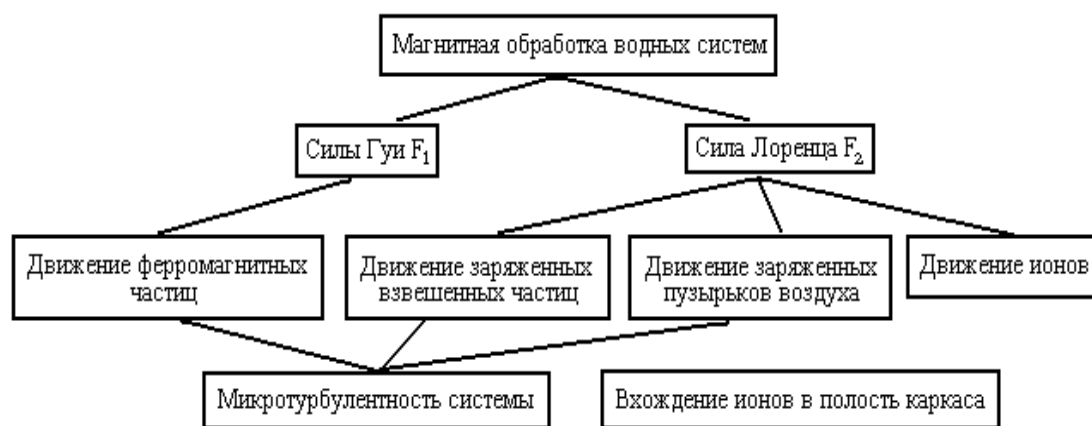 Магнитная обработка водных систем
Силы Гуи F₁
Сила Лоренца F₂
Движение ферромагнитных
частиц
Движение заряженных
взвешенных частиц
Движение заряженных
пузырьков воздуха
Движение ионов
Микротурбулентность системы
Вхождение ионов в полость каркаса